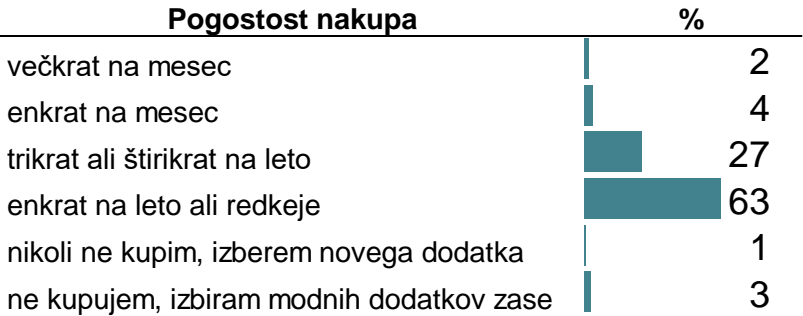 Pogostost nakupa %
večkrat na mesec 2
enkrat na mesec 4
trikrat ali štirikrat na leto 27
enkrat na leto ali redkeje 63
nikoli ne kupim, izberem novega dodatka 1
ne kupujem, izbiram modnih dodatkov zase 3